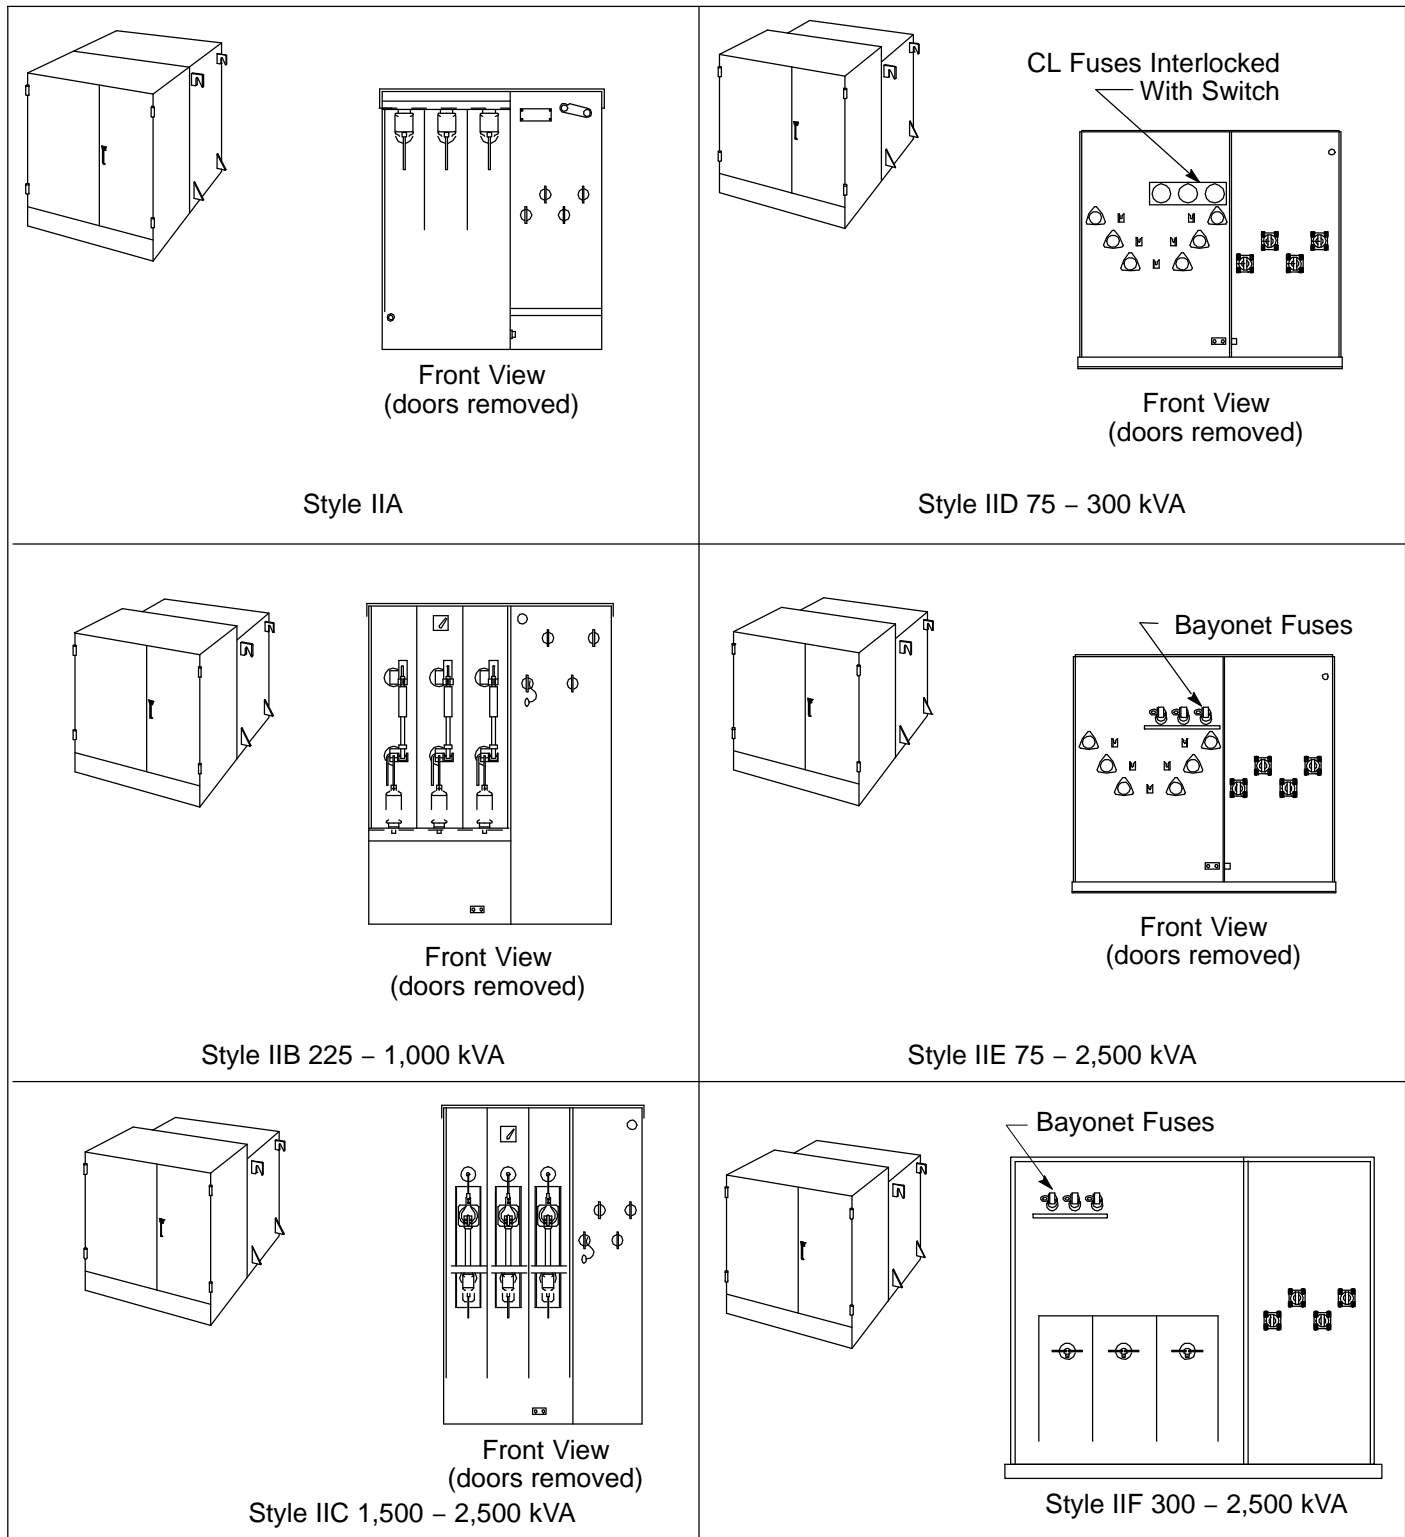 CL Fuses Interlocked
With Switch
Front View
(doors removed)
Style IIA
Front View
(doors removed)
Style IID 75 – 300 kVA
Front View
(doors removed)
Style IIB 225 – 1,000 kVA
Bayonet Fuses
Front View
(doors removed)
Style IIE 75 – 2,500 kVA
Front View
(doors removed)
Style IIC 1,500 – 2,500 kVA
Bayonet Fuses
Style IIF 300 – 2,500 kVA